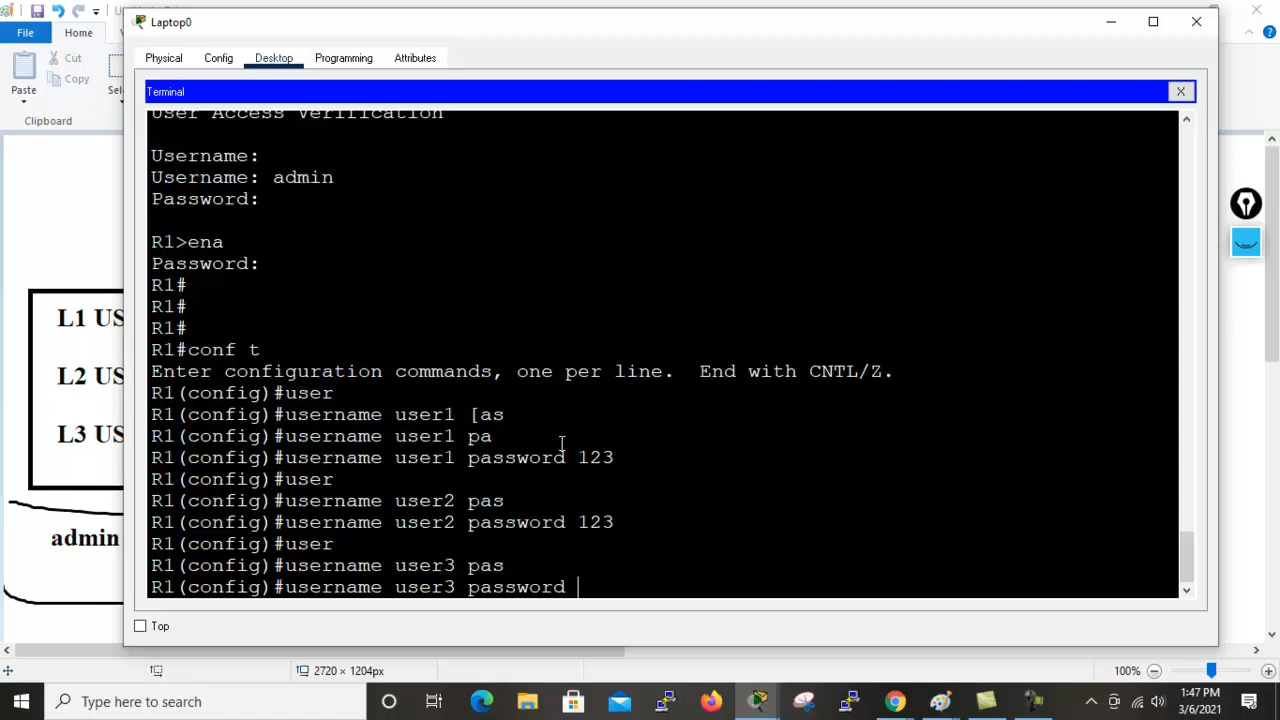 Laptop0
File
Home
Paste
Cut
Copy
Clipboard
Physical
Config
Desktop
Programming
Attributes
Terminal
User Access Verification
Username:
Username: admin
Password:
R1>ena
Password:
R1#
R1#
R1#
R1#conf t
Enter configuration commands, one per line. End with CNTL/Z.
R1(config)#user
R1(config)#username user1 [as
R1(config)#username user1 pa
R1(config)#username user1 password 123
R1(config)#user
R1(config)#username user2 pas
R1(config)#username user2 password 123
R1(config)#user
R1(config)#username user3 pas
R1(config)#username user3 password
L1 US
L2 US
L3 US
admin
Top
2720 × 1204px
100%
Type here to search
1:47 PM
3/6/2021